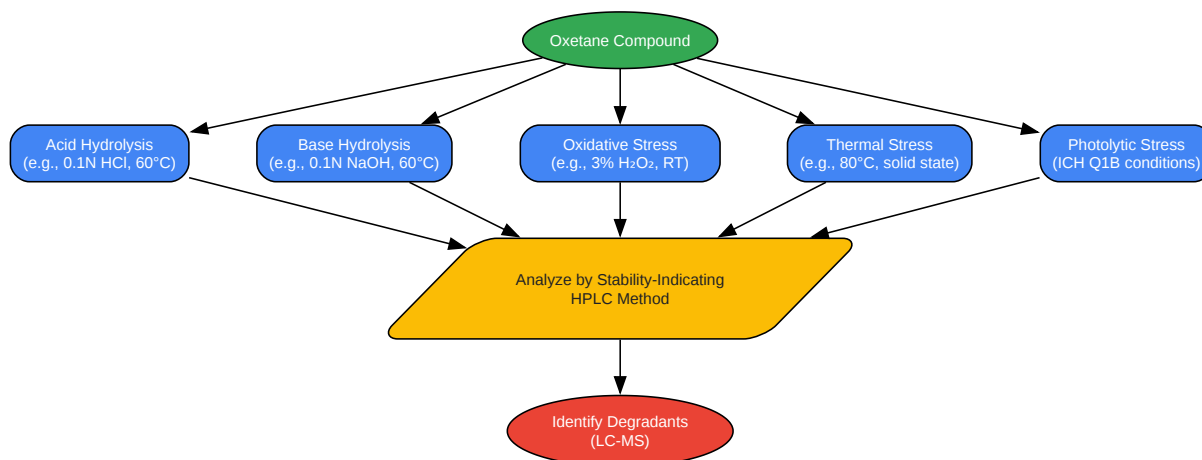 Oxetane Compound
Acid Hydrolysis
(e.g., 0.1N HCl, 60°C)
Base Hydrolysis
(e.g., 0.1N NaOH, 60°C)
Oxidative Stress
(e.g., 3% H₂O₂, RT)
Thermal Stress
(e.g., 80°C, solid state)
Photolytic Stress
(ICH Q1B conditions)
Analyze by Stability-Indicating
HPLC Method
Identify Degradants
(LC-MS)